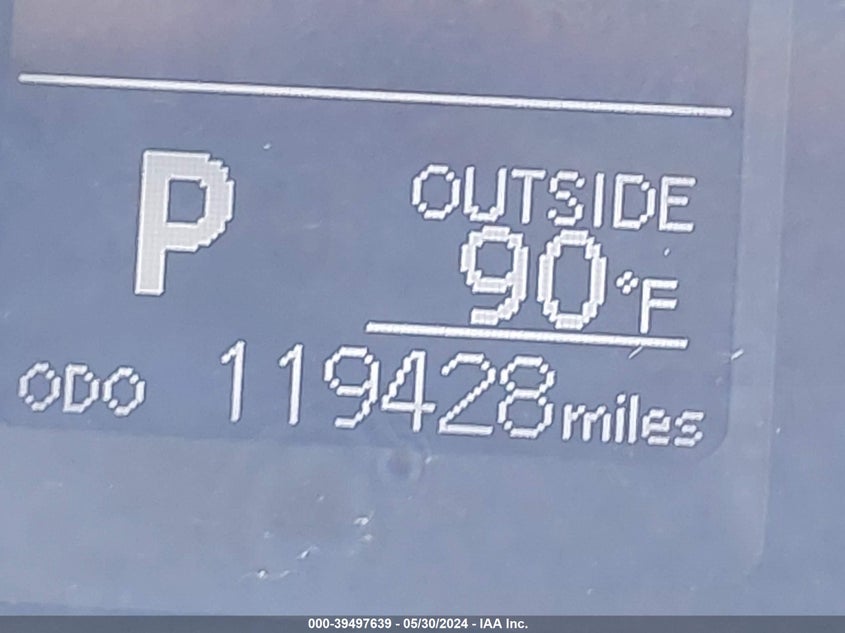 P
OUTSIDE
90°F
ODO 119428 miles
000-39497639 - 05/30/2024 - IAA Inc.